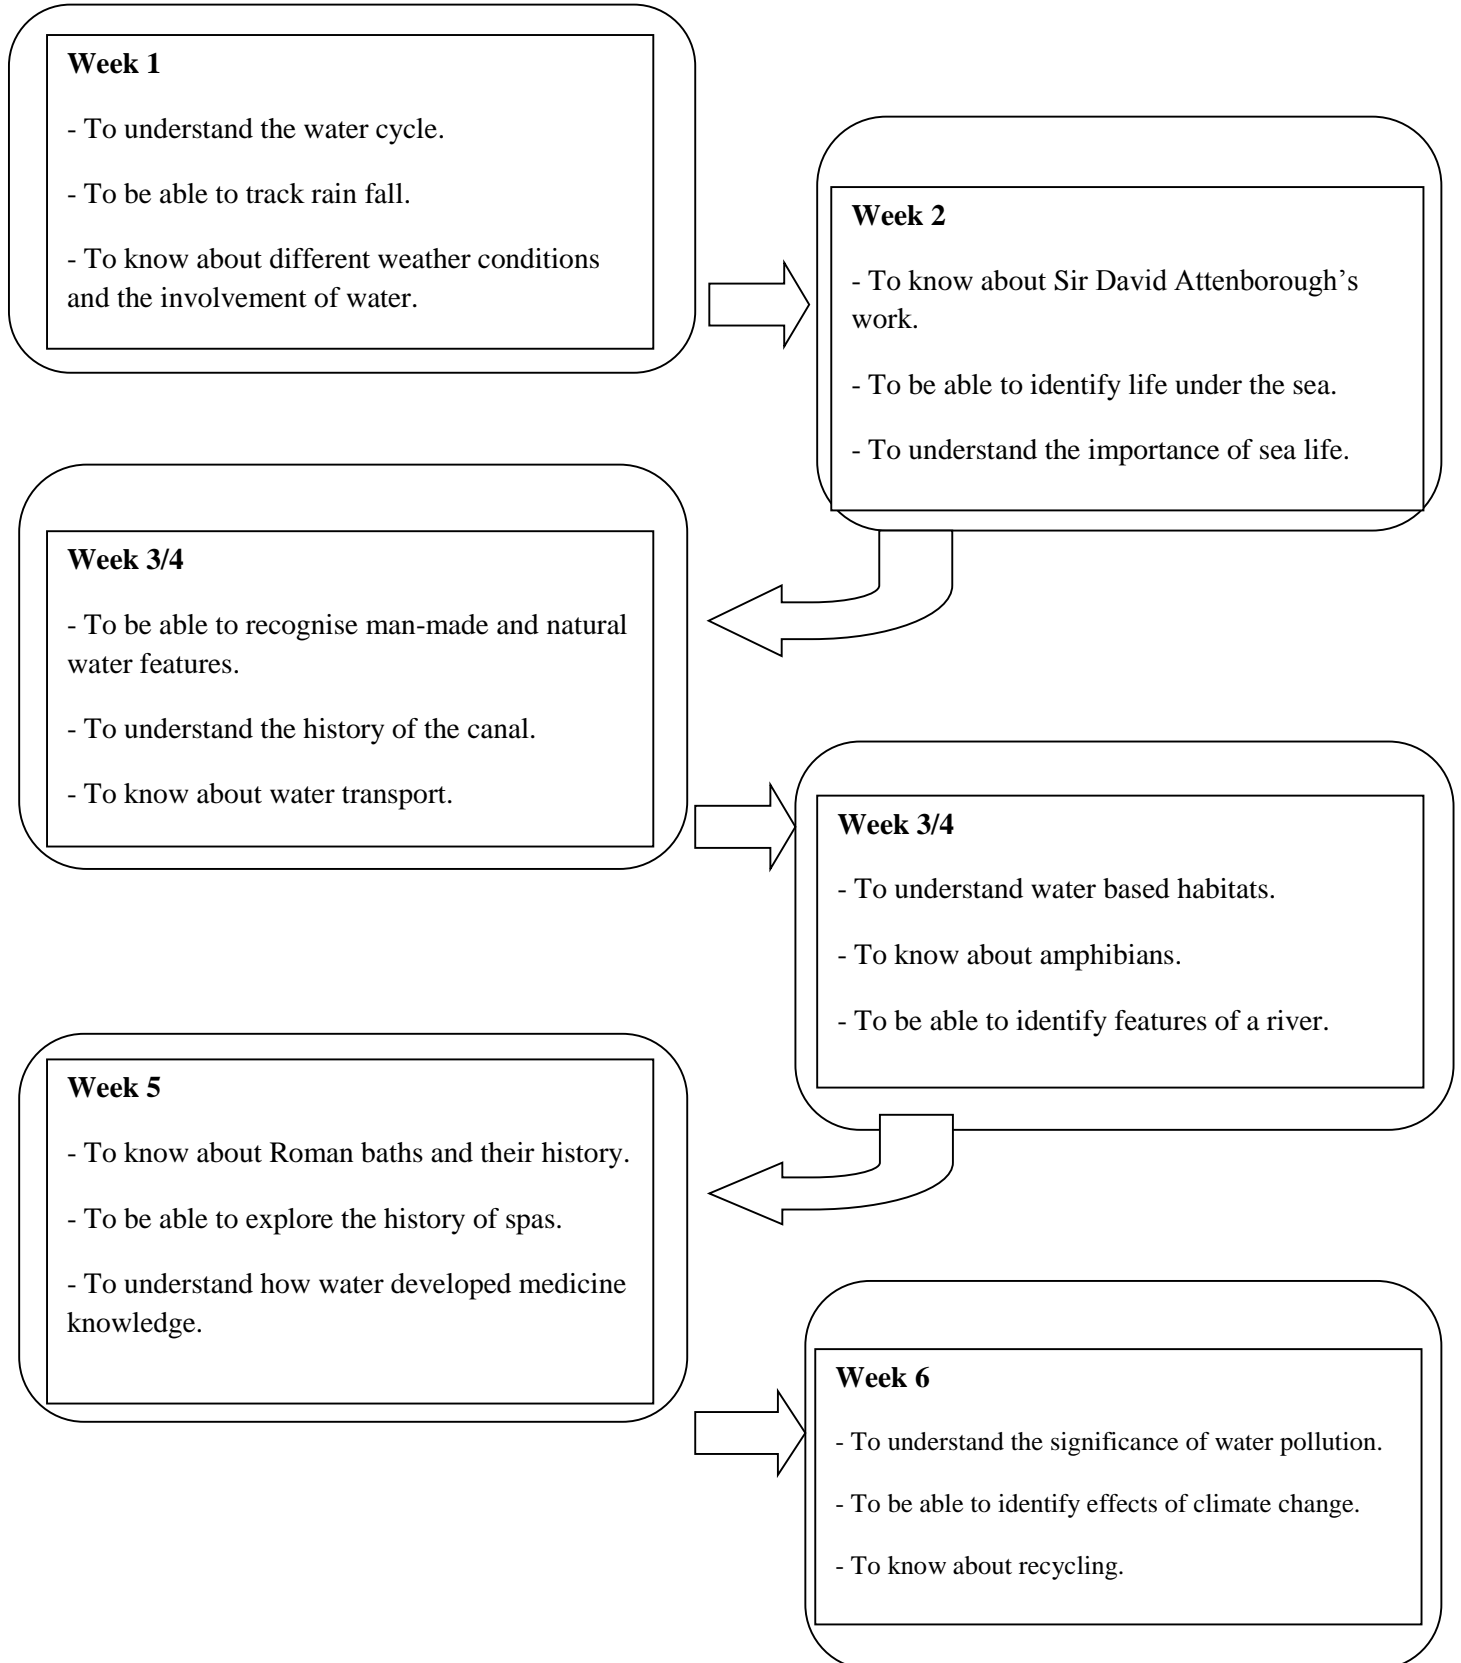 Week 1
- To understand the water cycle.
- To be able to track rain fall.
- To know about different weather conditions
and the involvement of water.
Week 2
- To know about Sir David Attenborough’s
work.
- To be able to identify life under the sea.
- To understand the importance of sea life.
Week 3/4
- To be able to recognise man-made and natural
water features.
- To understand the history of the canal.
- To know about water transport.
Week 3/4
- To understand water based habitats.
- To know about amphibians.
- To be able to identify features of a river.
Week 5
- To know about Roman baths and their history.
- To be able to explore the history of spas.
- To understand how water developed medicine
knowledge.
Week 6
- To understand the significance of water pollution.
- To be able to identify effects of climate change.
- To know about recycling.